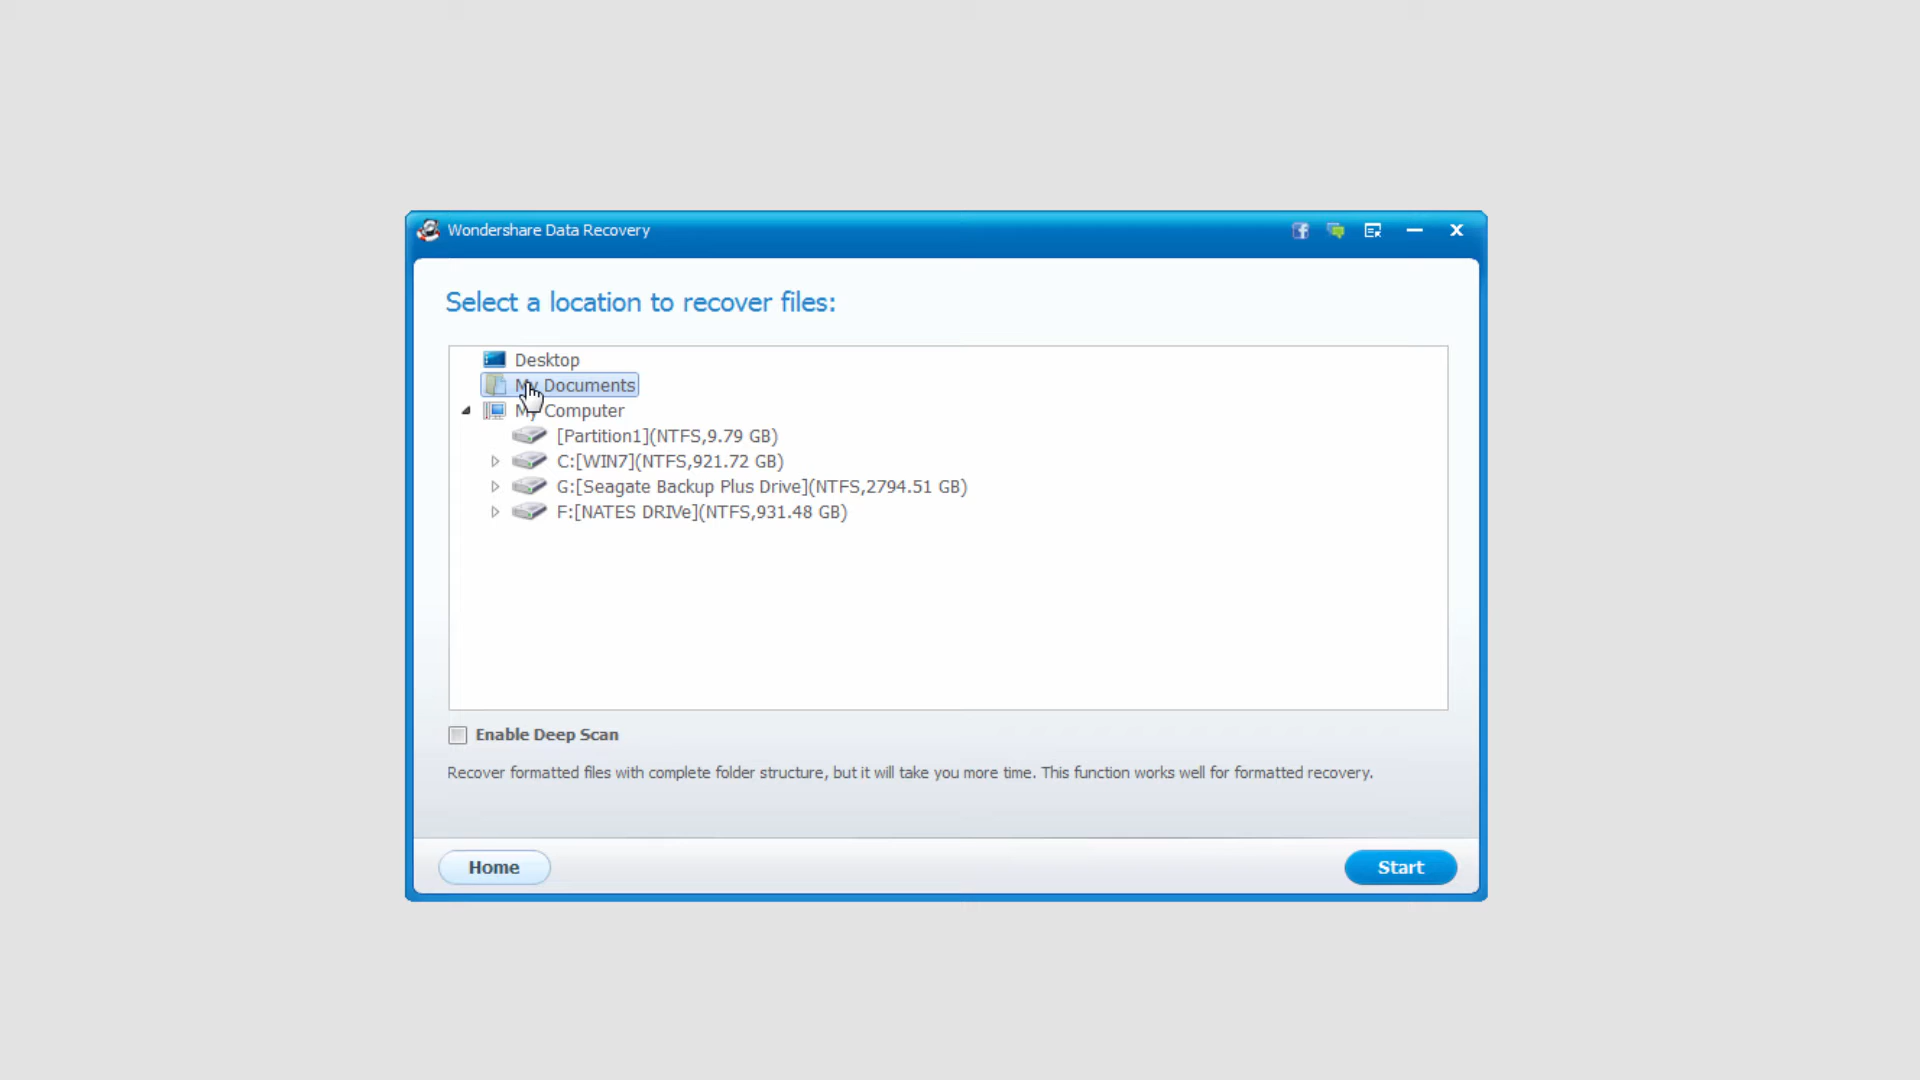 Wondershare Data Recovery
Select a location to recover files:
Desktop
My Documents
My Computer
[Partition1](NTFS,9.79 GB)
C:[WIN7](NTFS,921.72 GB)
G:[Seagate Backup Plus Drive](NTFS,2794.51 GB)
F:[NATES DRIVe](NTFS,931.48 GB)
Enable Deep Scan
Recover formatted files with complete folder structure, but it will take you more time. This function works well for formatted recovery.
Home
Start